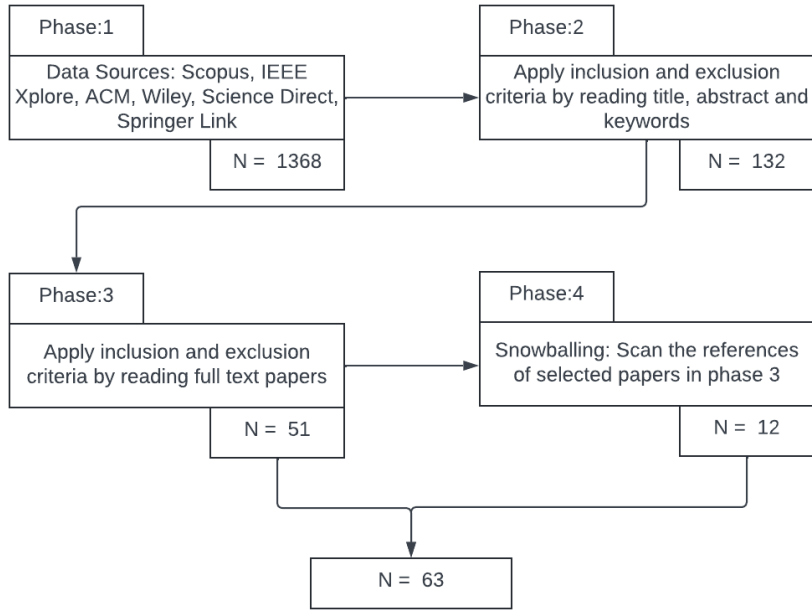 Phase:1
Data Sources: Scopus, IEEE
Xplore, ACM, Wiley, Science Direct,
Springer Link
N = 1368
Phase:2
Apply inclusion and exclusion
criteria by reading title, abstract and
keywords
N = 132
Phase:3
Apply inclusion and exclusion
criteria by reading full text papers
N = 51
Phase:4
Snowballing: Scan the references
of selected papers in phase 3
N = 12
N = 63